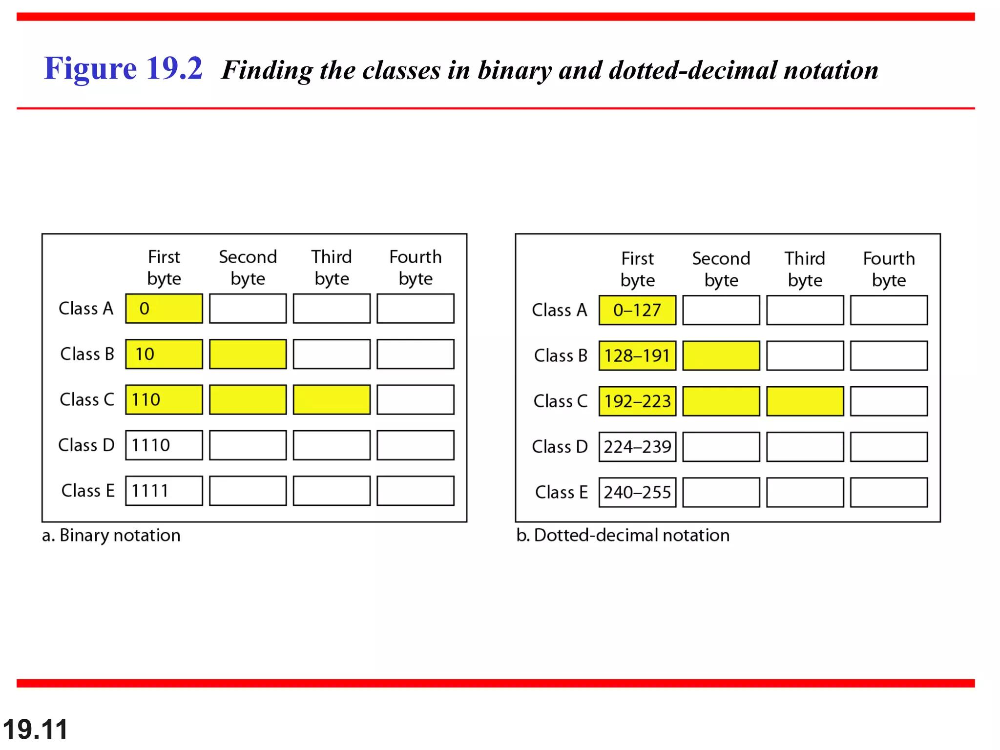 Figure 19.2 Finding the classes in binary and dotted-decimal notation
First byte Second byte Third byte Fourth byte
Class A 0
Class B 10
Class C 110
Class D 1110
Class E 1111
a. Binary notation
First byte Second byte Third byte Fourth byte
Class A 0–127
Class B 128–191
Class C 192–223
Class D 224–239
Class E 240–255
b. Dotted-decimal notation
19.11